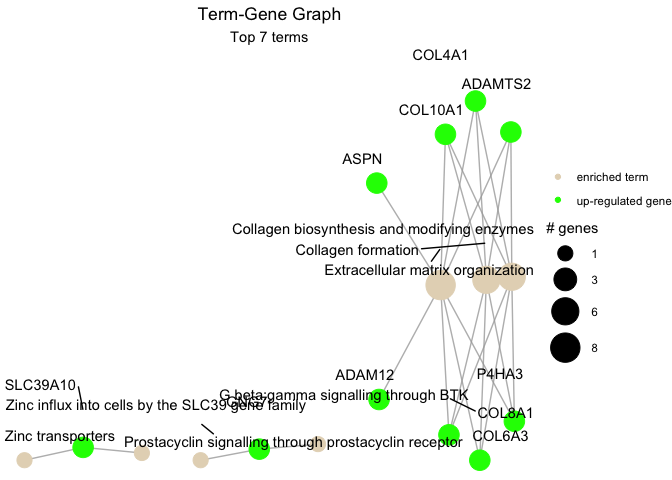 Term-Gene Graph
Top 7 terms
COL4A1
ADAMTS2
COL10A1
ASPN
enriched term
up-regulated gene
# genes
1
3
6
8
Collagen biosynthesis and modifying enzymes
Collagen formation
Extracellular matrix organization
ADAM12
P4HA3
SLC39A10
G beta:gamma signalling through BTK
GNG7
Zinc influx into cells by the SLC39 gene family
COL8A1
Zinc transporters
Prostacyclin signalling through prostacyclin receptor
COL6A3